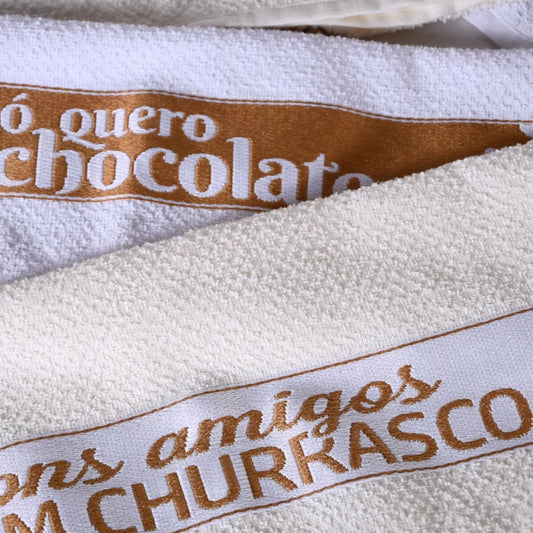 ó quero
chocolate
ons amigos
M CHURRASCO